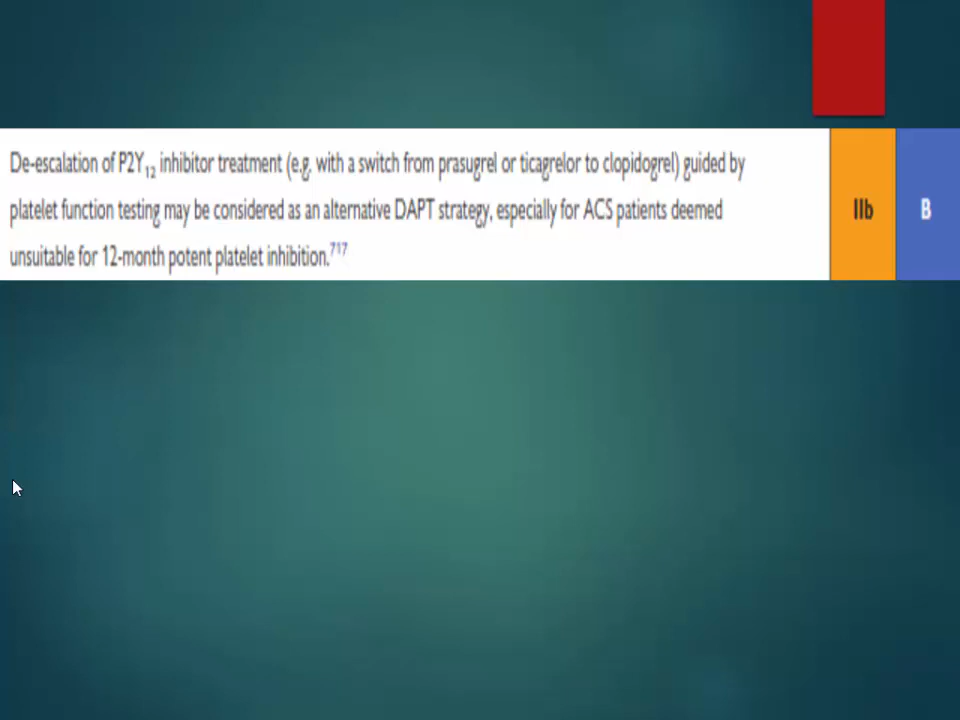 De-escalation of P2Y₁₂ inhibitor treatment (e.g. with a switch from prasugrel or ticagrelor to clopidogrel) guided by
platelet function testing may be considered as an alternative DAPT strategy, especially for ACS patients deemed
unsuitable for 12-month potent platelet inhibition.⁷¹⁷
IIb
B